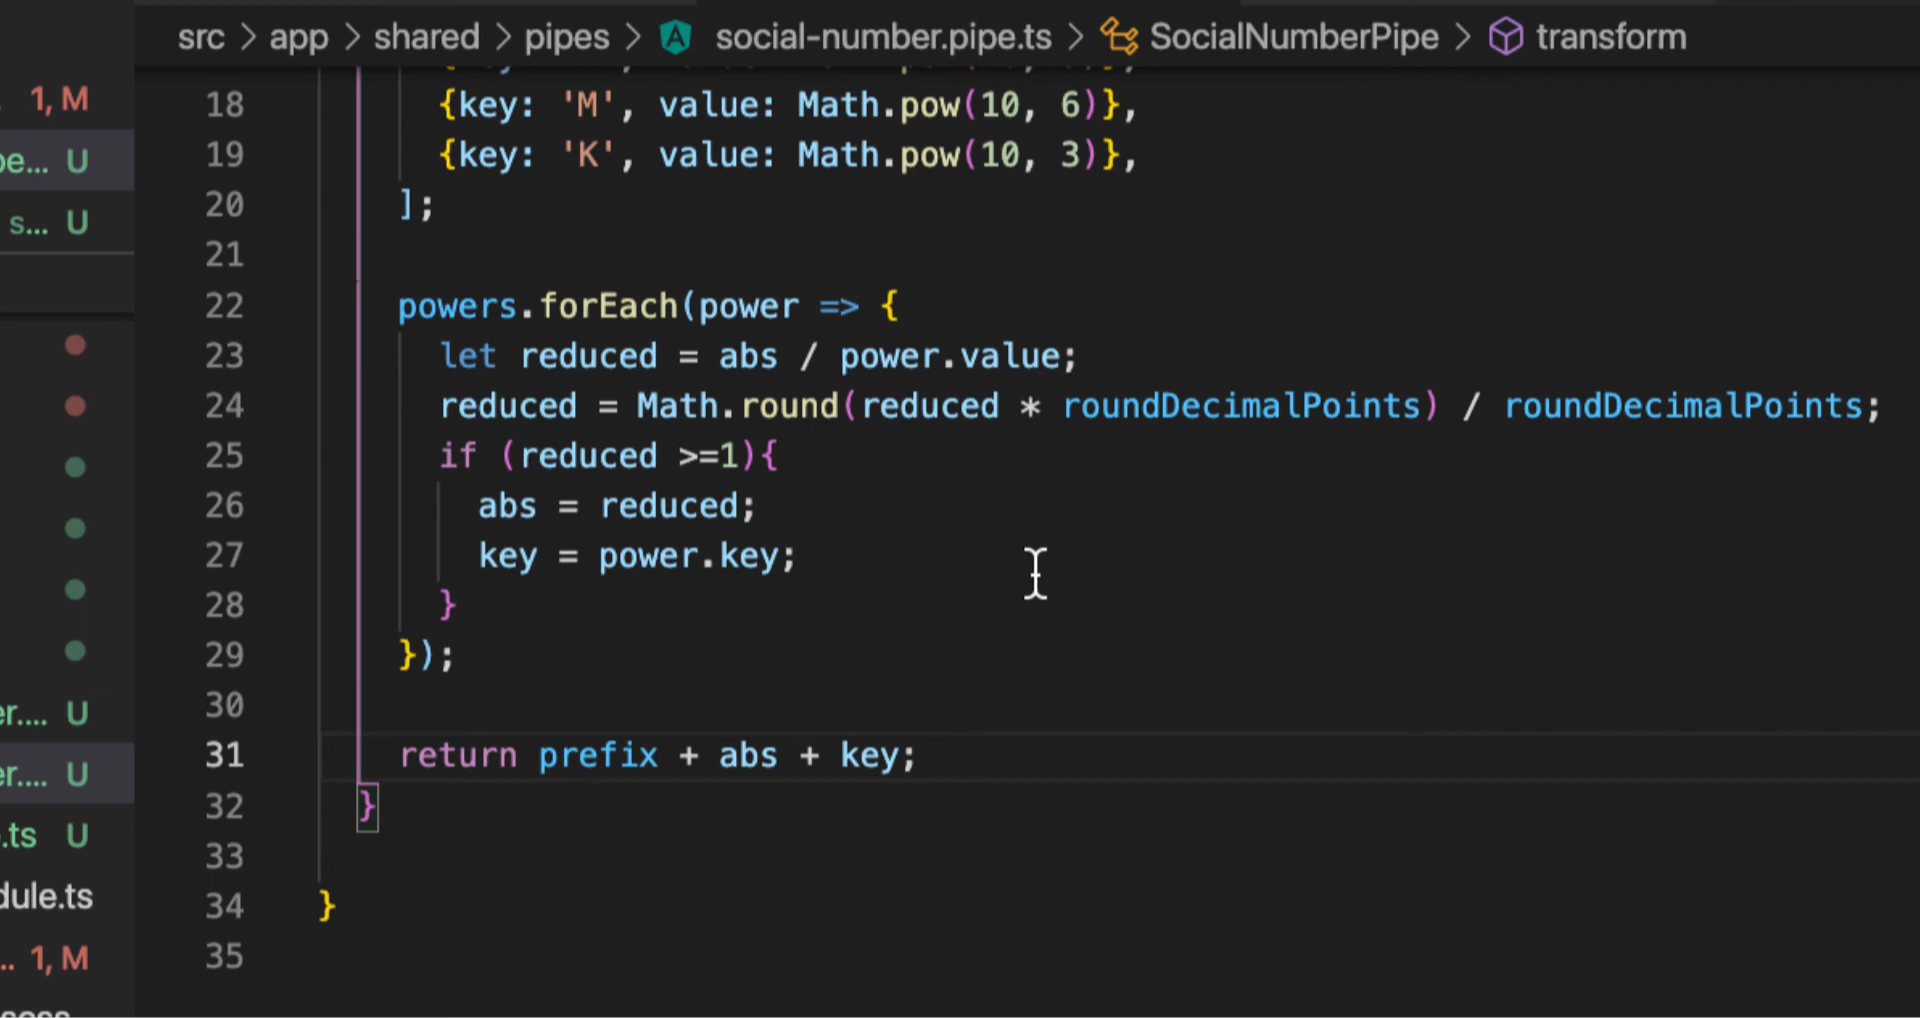 src > app > shared > pipes > social-number.pipe.ts > SocialNumberPipe > transform
1, M
18 {key: 'M', value: Math.pow(10, 6)},
be... U
19 {key: 'K', value: Math.pow(10, 3)},
20 ];
s... U
21
22 powers.forEach(power => {
23 let reduced = abs / power.value;
24 reduced = Math.round(reduced * roundDecimalPoints) / roundDecimalPoints;
25 if (reduced >=1){
26 abs = reduced;
27 key = power.key;
28 }
29 });
30
er.... U
31 return prefix + abs + key;
er.... U
32 }
.ts U
33
dule.ts
34 }
.. 1, M
35